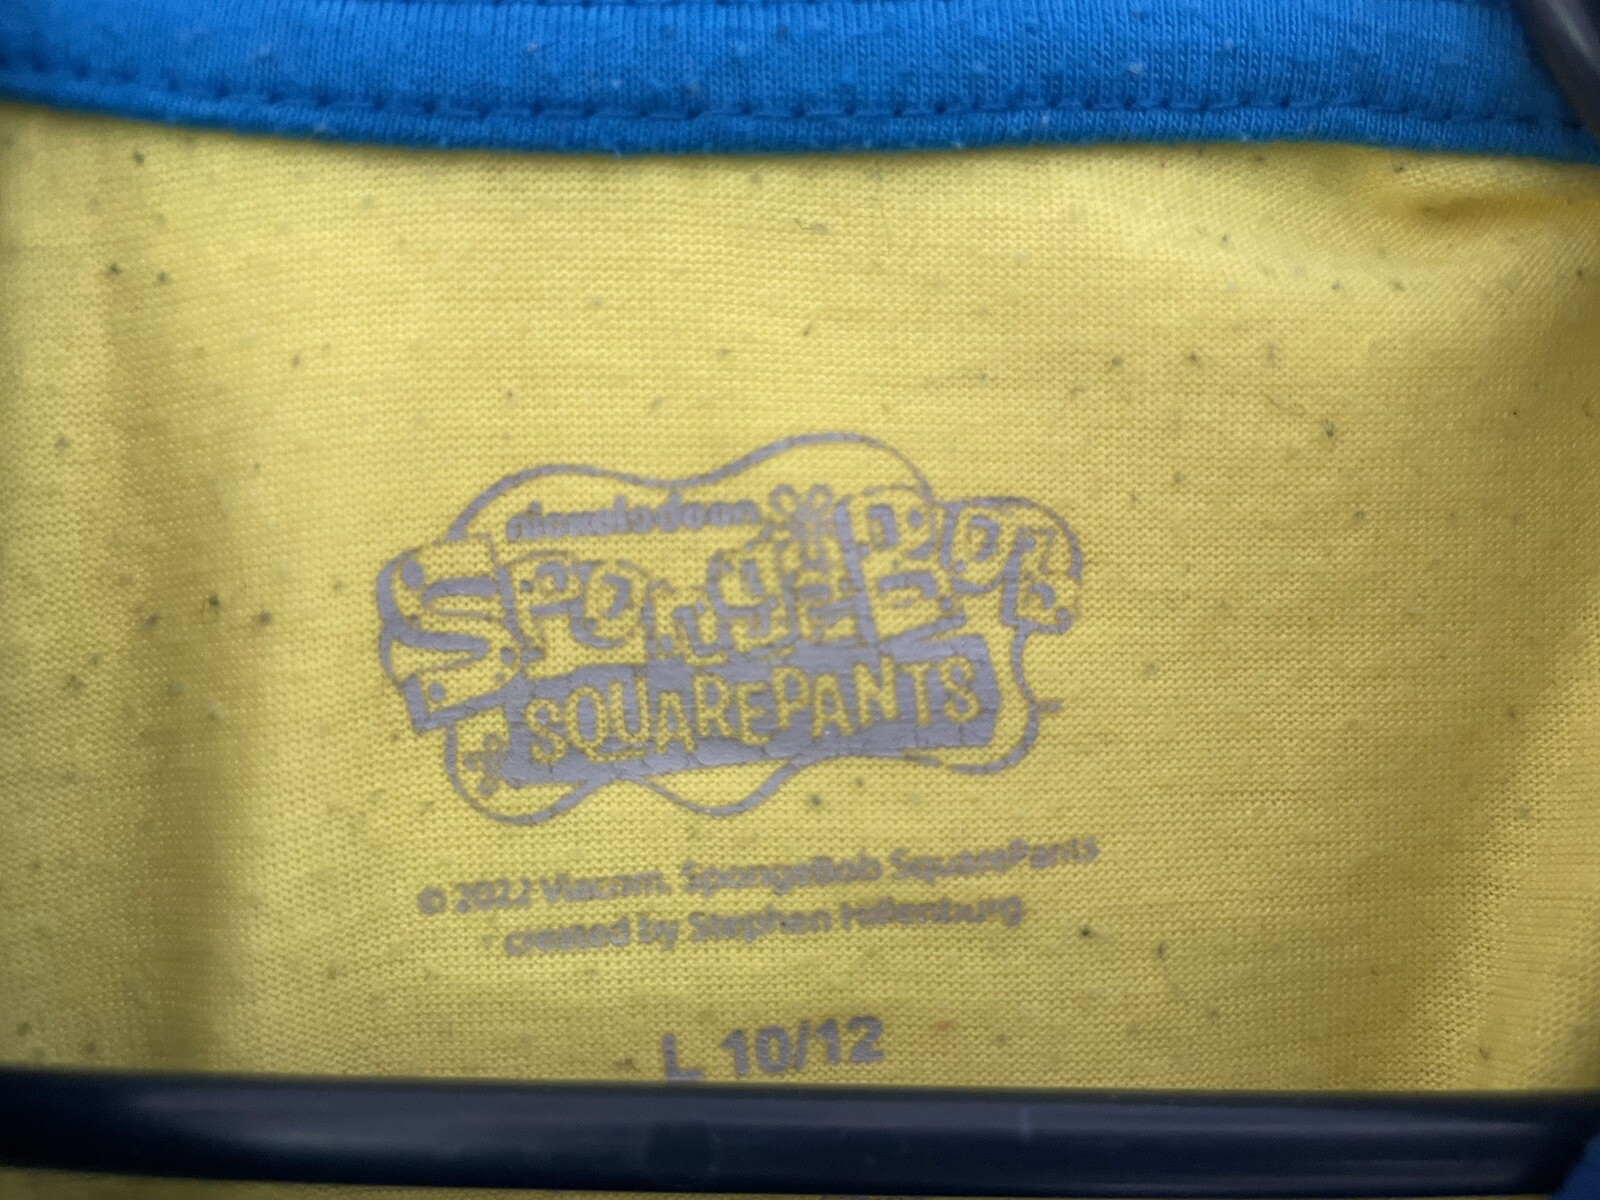 nickelodeon
SpongeBob
SQUAREPANTS
© 2022 Viacom. SpongeBob SquarePants
created by Stephen Hillenburg
L 10/12